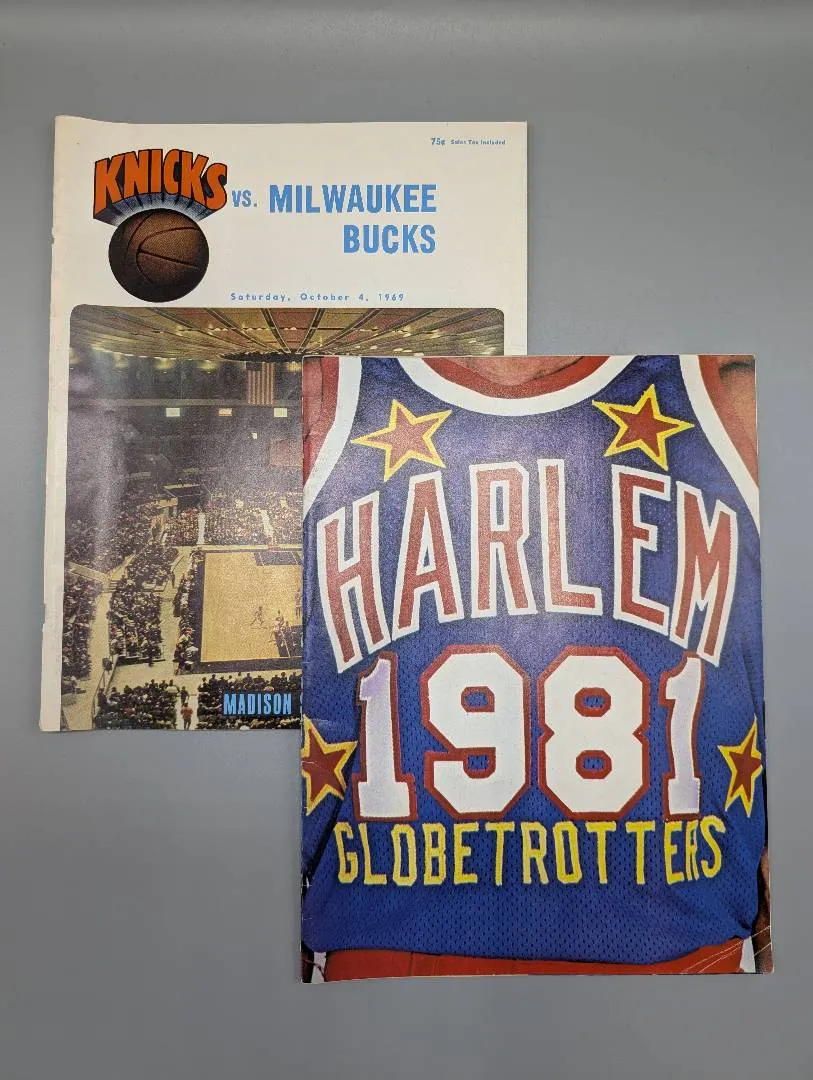 75¢ Sales Tax Included
KNICKS vs. MILWAUKEE
BUCKS
Saturday, October 4, 1969
MADISON
HARLEM
1981
GLOBETROTTERS